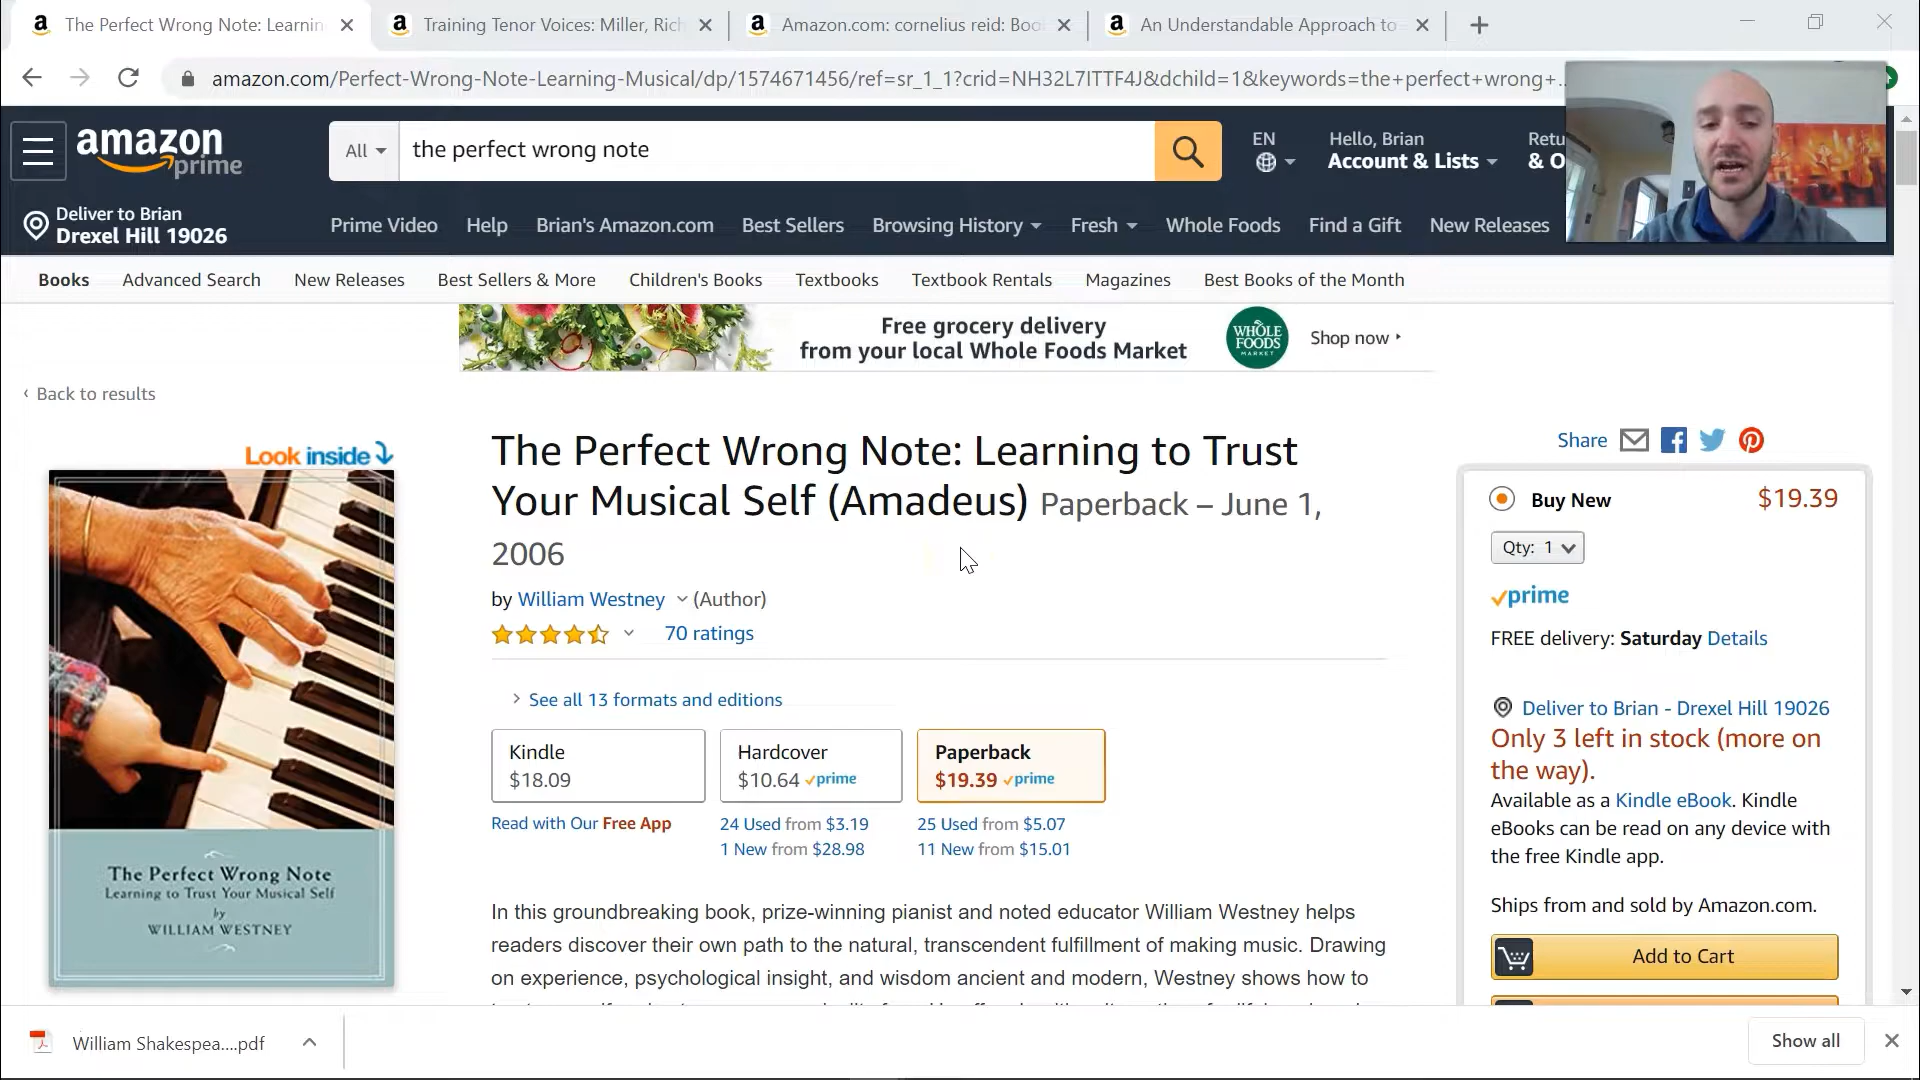 The Perfect Wrong Note: Learnin
Training Tenor Voices: Miller, Rich
Amazon.com: cornelius reid: Boo
An Understandable Approach to
amazon.com/Perfect-Wrong-Note-Learning-Musical/dp/1574671456/ref=sr_1_1?crid=NH32L7ITTF4J&dchild=1&keywords=the+perfect+wrong+...
amazon
prime
All
the perfect wrong note
EN
Hello, Brian
Account & Lists
Retu
& O
Deliver to Brian
Drexel Hill 19026
Prime Video Help Brian's Amazon.com Best Sellers Browsing History Fresh Whole Foods Find a Gift New Releases
Books Advanced Search New Releases Best Sellers & More Children's Books Textbooks Textbook Rentals Magazines Best Books of the Month
Free grocery delivery
from your local Whole Foods Market
WHOLE
FOODS
MARKET
Shop now
‹ Back to results
Look inside
The Perfect Wrong Note
Learning to Trust Your Musical Self
by
WILLIAM WESTNEY
The Perfect Wrong Note: Learning to Trust
Your Musical Self (Amadeus) Paperback – June 1,
2006
by William Westney (Author)
70 ratings
See all 13 formats and editions
Kindle
$18.09
Read with Our Free App
Hardcover
$10.64 prime
24 Used from $3.19
1 New from $28.98
Paperback
$19.39 prime
25 Used from $5.07
11 New from $15.01
In this groundbreaking book, prize-winning pianist and noted educator William Westney helps
readers discover their own path to the natural, transcendent fulfillment of making music. Drawing
on experience, psychological insight, and wisdom ancient and modern, Westney shows how to
Share
Buy New $19.39
Qty: 1
prime
FREE delivery: Saturday Details
Deliver to Brian - Drexel Hill 19026
Only 3 left in stock (more on
the way).
Available as a Kindle eBook. Kindle
eBooks can be read on any device with
the free Kindle app.
Ships from and sold by Amazon.com.
Add to Cart
William Shakespea....pdf
Show all